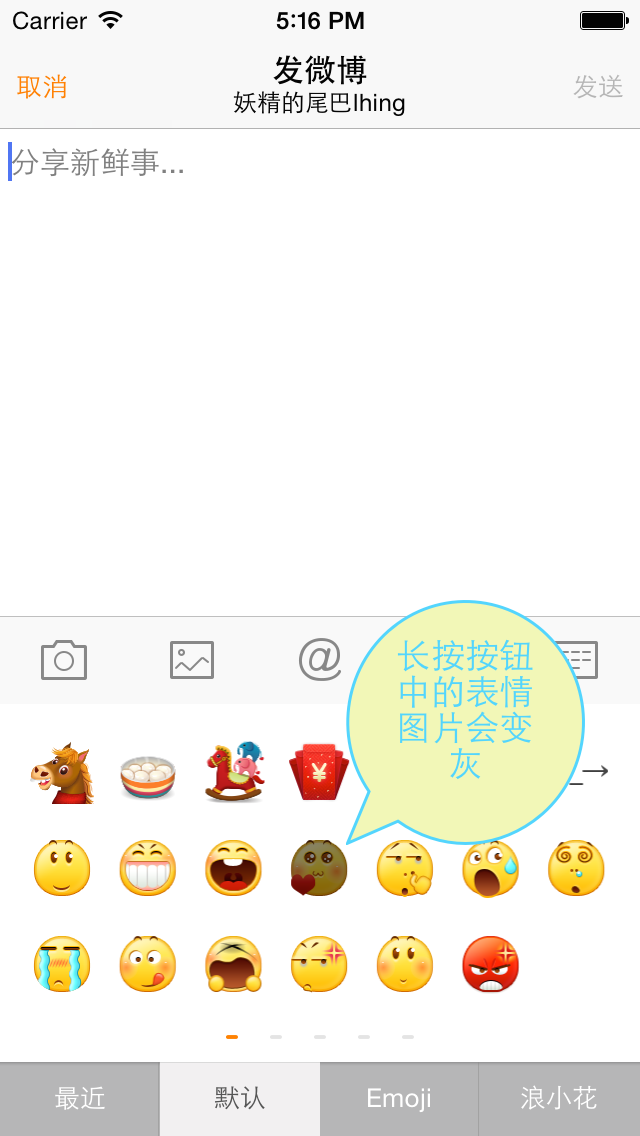 Carrier 5:16 PM
取消 发微博 发送
妖精的尾巴lhing
分享新鲜事...
@
长按按钮
中的表情
图片会变
灰
¥
最近 默认 Emoji 浪小花